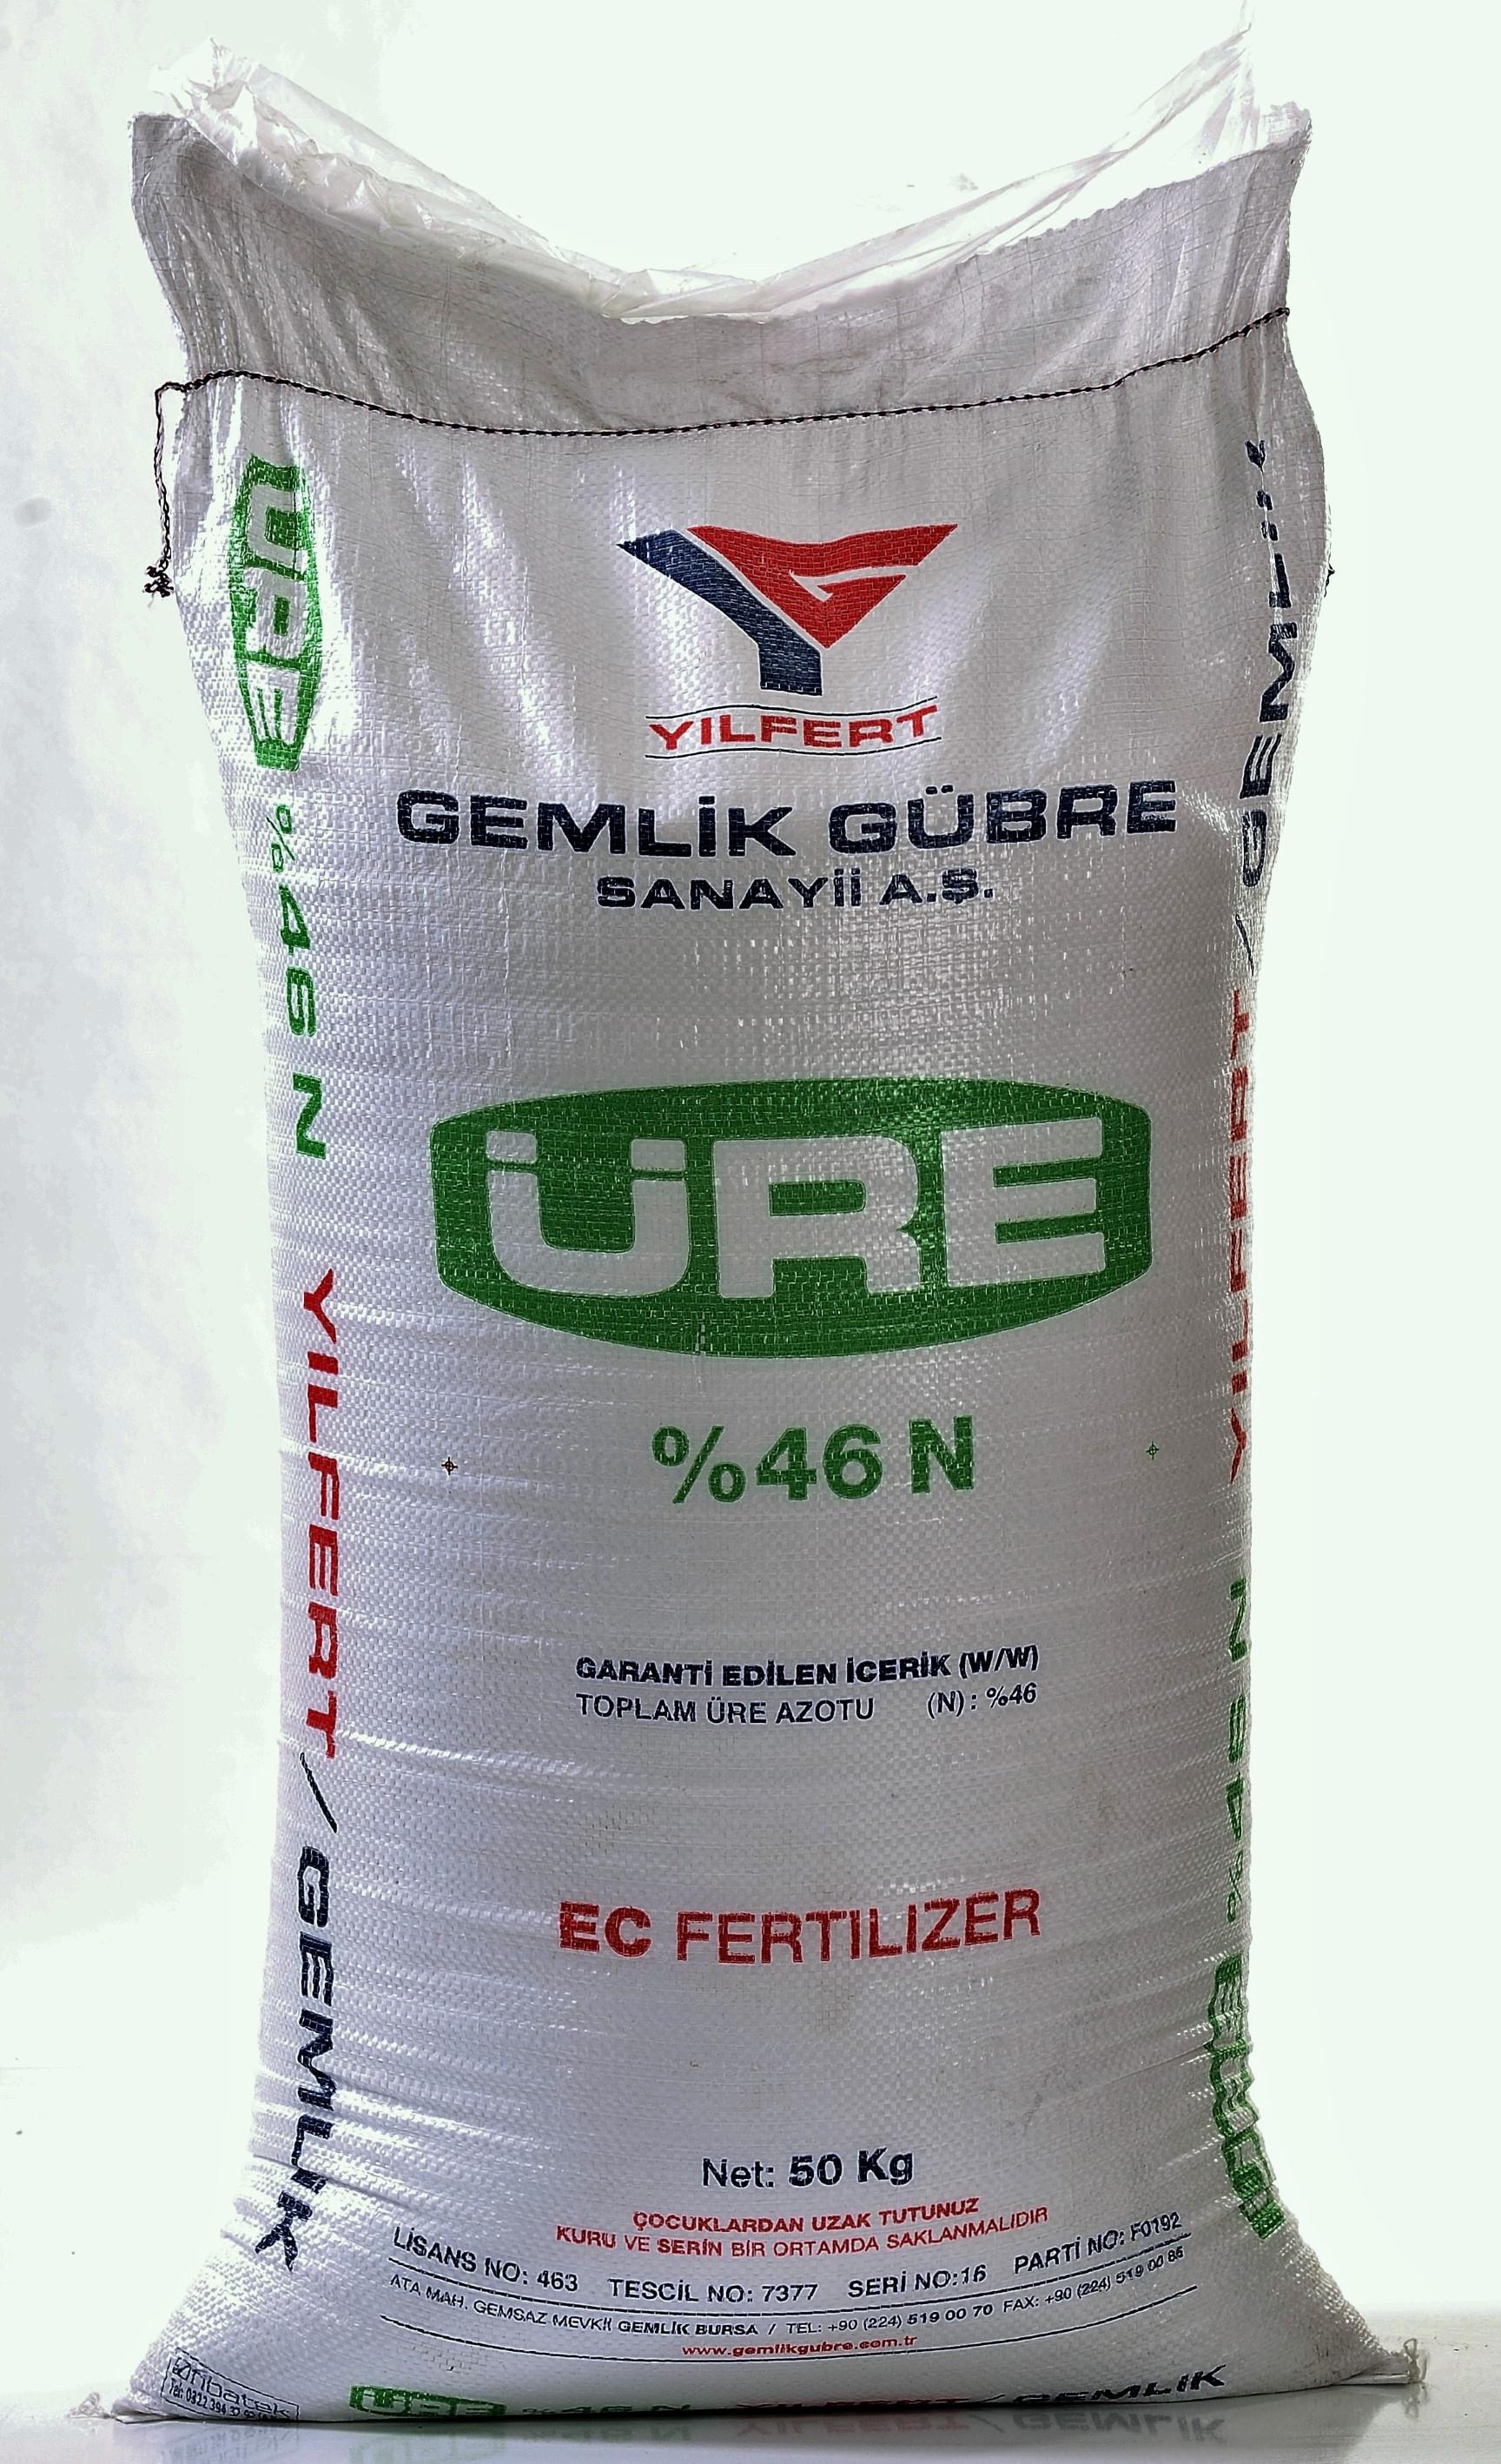 YILFERT
GEMLİK GÜBRE
SANAYİİ A.Ş.
ÜRE
%46 N
GARANTİ EDİLEN İCERİK (W/W)
TOPLAM ÜRE AZOTU (N) : %46
EC FERTILIZER
Net: 50 Kg
ÇOCUKLARDAN UZAK TUTUNUZ
KURU VE SERİN BİR ORTAMDA SAKLANMALIDIR
LİSANS NO: 463 TESCİL NO: 7377 SERİ NO:16 PARTİ NO: F0192
ATA MAH. GEMSAZ MEVKİİ GEMLİK BURSA / TEL: +90 (224) 519 00 70 FAX: +90 (224) 519 00 85
www.gemlikgubre.com.tr
ÜRE %46 N YILFERT / GEMLİK
ÜRE %46 N YILFERT / GEMLİK
ÜRE %46 N YILFERT / GEMLİK